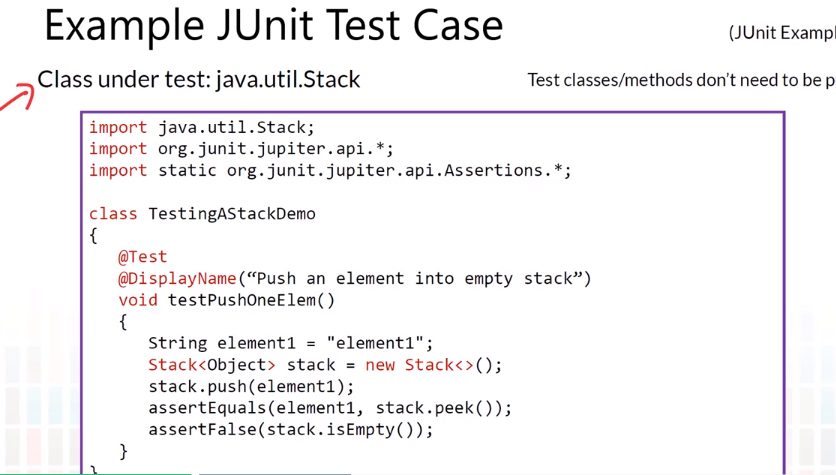 Example JUnit Test Case
(JUnit Exampl
Class under test: java.util.Stack
Test classes/methods don't need to be p
import java.util.Stack;
import org.junit.jupiter.api.*;
import static org.junit.jupiter.api.Assertions.*;
class TestingAStackDemo
{
@Test
@DisplayName(“Push an element into empty stack”)
void testPushOneElem()
{
String element1 = "element1";
Stack<Object> stack = new Stack<>();
stack.push(element1);
assertEquals(element1, stack.peek());
assertFalse(stack.isEmpty());
}
}